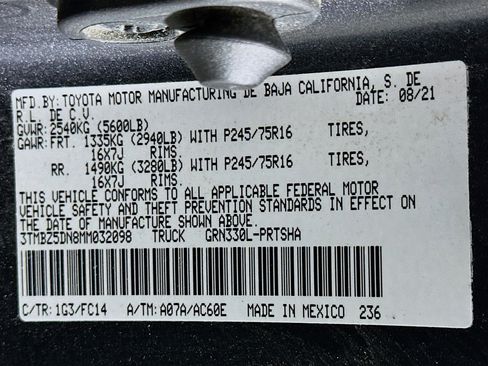 MFD.BY:TOYOTA MOTOR MANUFACTURING DE BAJA CALIFORNIA, S. DE
R.L. DE C.V. DATE: 08/21
GVWR:2540KG (5600LB)
GAWR:FRT. 1335KG (2940LB) WITH P245/75R16 TIRES,
16x7J RIMS.
RR. 1490KG (3280LB) WITH P245/75R16 TIRES,
16x7J RIMS.
THIS VEHICLE CONFORMS TO ALL APPLICABLE FEDERAL MOTOR
VEHICLE SAFETY AND THEFT PREVENTION STANDARDS IN EFFECT ON
THE DATE OF MANUFACTURE SHOWN ABOVE.
3TMBZ5DN8MM032098 TRUCK GRN330L-PRTSHA
C/TR: 1G3/FC14 A/TM: A07A/AC60E MADE IN MEXICO 236